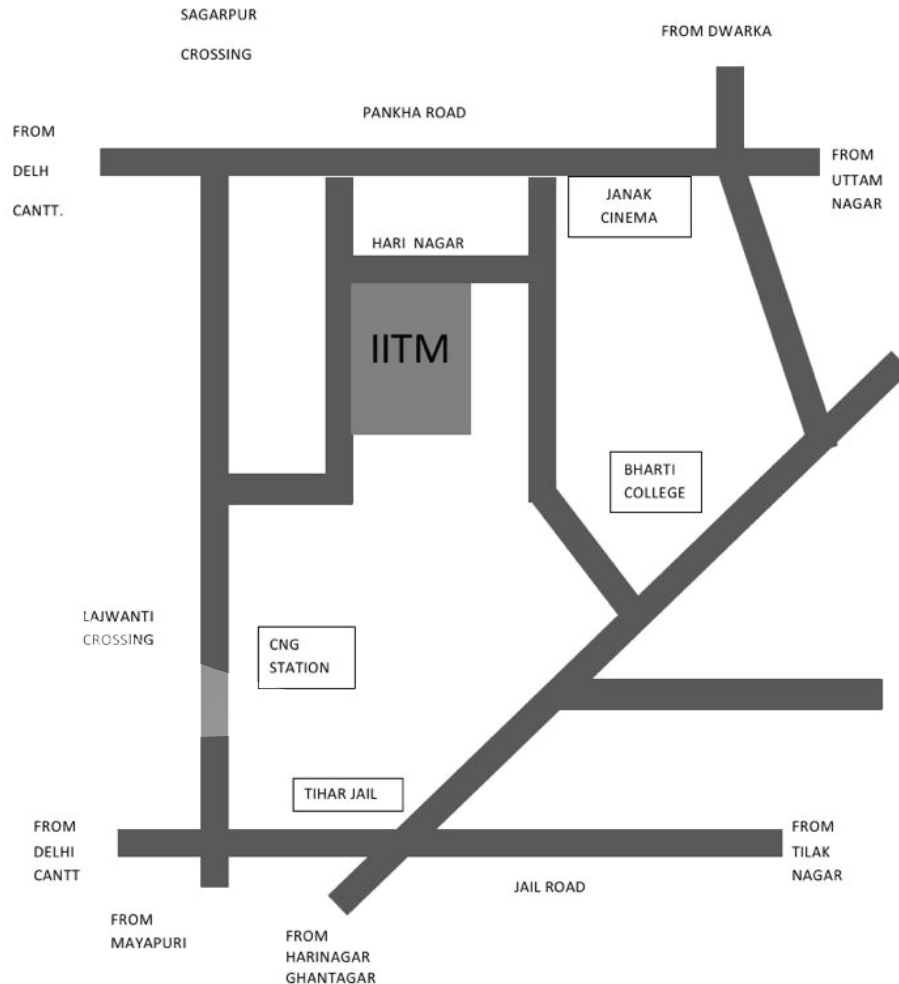 SAGARPUR
CROSSING
FROM DWARKA
PANKHA ROAD
FROM
DELH
CANTT.
FROM
UTTAM
NAGAR
JANAK
CINEMA
HARI NAGAR
IITM
BHARTI
COLLEGE
LAJWANTI
CROSSING
CNG
STATION
TIHAR JAIL
FROM
DELHI
CANTT
FROM
TILAK
NAGAR
JAIL ROAD
FROM
MAYAPURI
FROM
HARINAGAR
GHANTAGAR